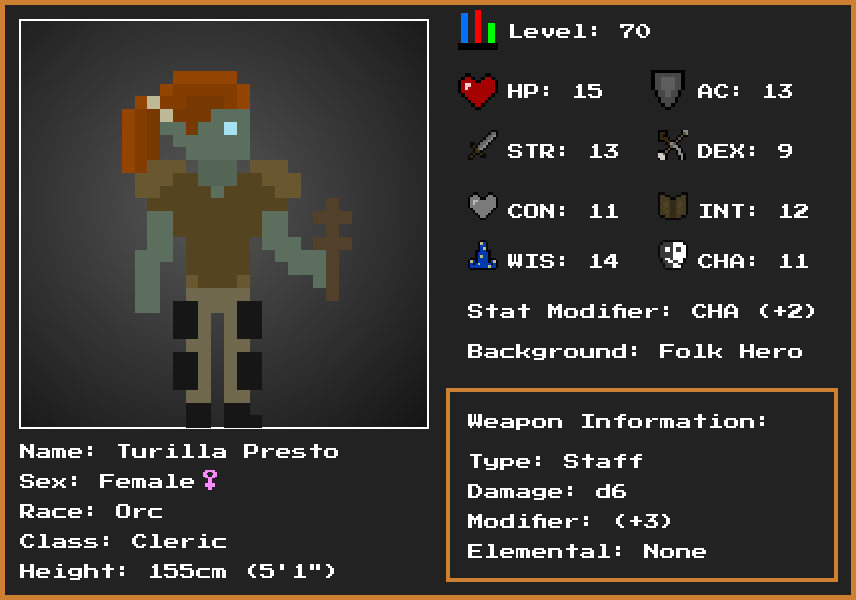 Level: 70
HP: 15
AC: 13
STR: 13
DEX: 9
CON: 11
INT: 12
WIS: 14
CHA: 11
Stat Modifier: CHA (+2)
Background: Folk Hero
Name: Turilla Presto
Sex: Female♀
Race: Orc
Class: Cleric
Height: 155cm (5'1")
Weapon Information:
Type: Staff
Damage: d6
Modifier: (+3)
Elemental: None